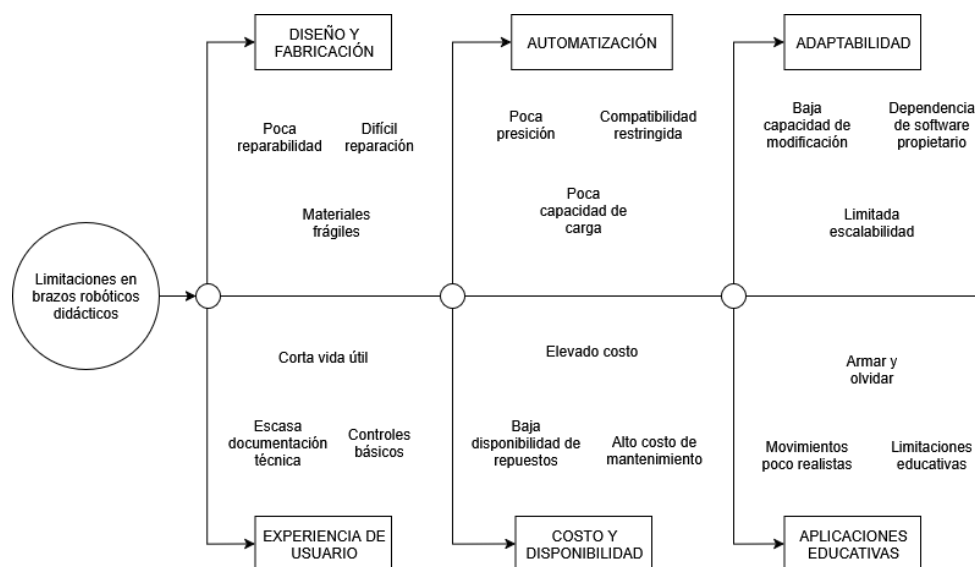 DISEÑO Y
FABRICACIÓN
AUTOMATIZACIÓN
ADAPTABILIDAD
Poca
reparabilidad
Difícil
reparación
Materiales
frágiles
Poca
presición
Compatibilidad
restringida
Poca
capacidad de
carga
Baja
capacidad de
modificación
Dependencia
de software
propietario
Limitada
escalabilidad
Limitaciones en
brazos robóticos
didácticos
Corta vida útil
Escasa
documentación
técnica
Controles
básicos
Elevado costo
Baja
disponibilidad de
repuestos
Alto costo de
mantenimiento
Armar y
olvidar
Movimientos
poco realistas
Limitaciones
educativas
EXPERIENCIA DE
USUARIO
COSTO Y
DISPONIBILIDAD
APLICACIONES
EDUCATIVAS